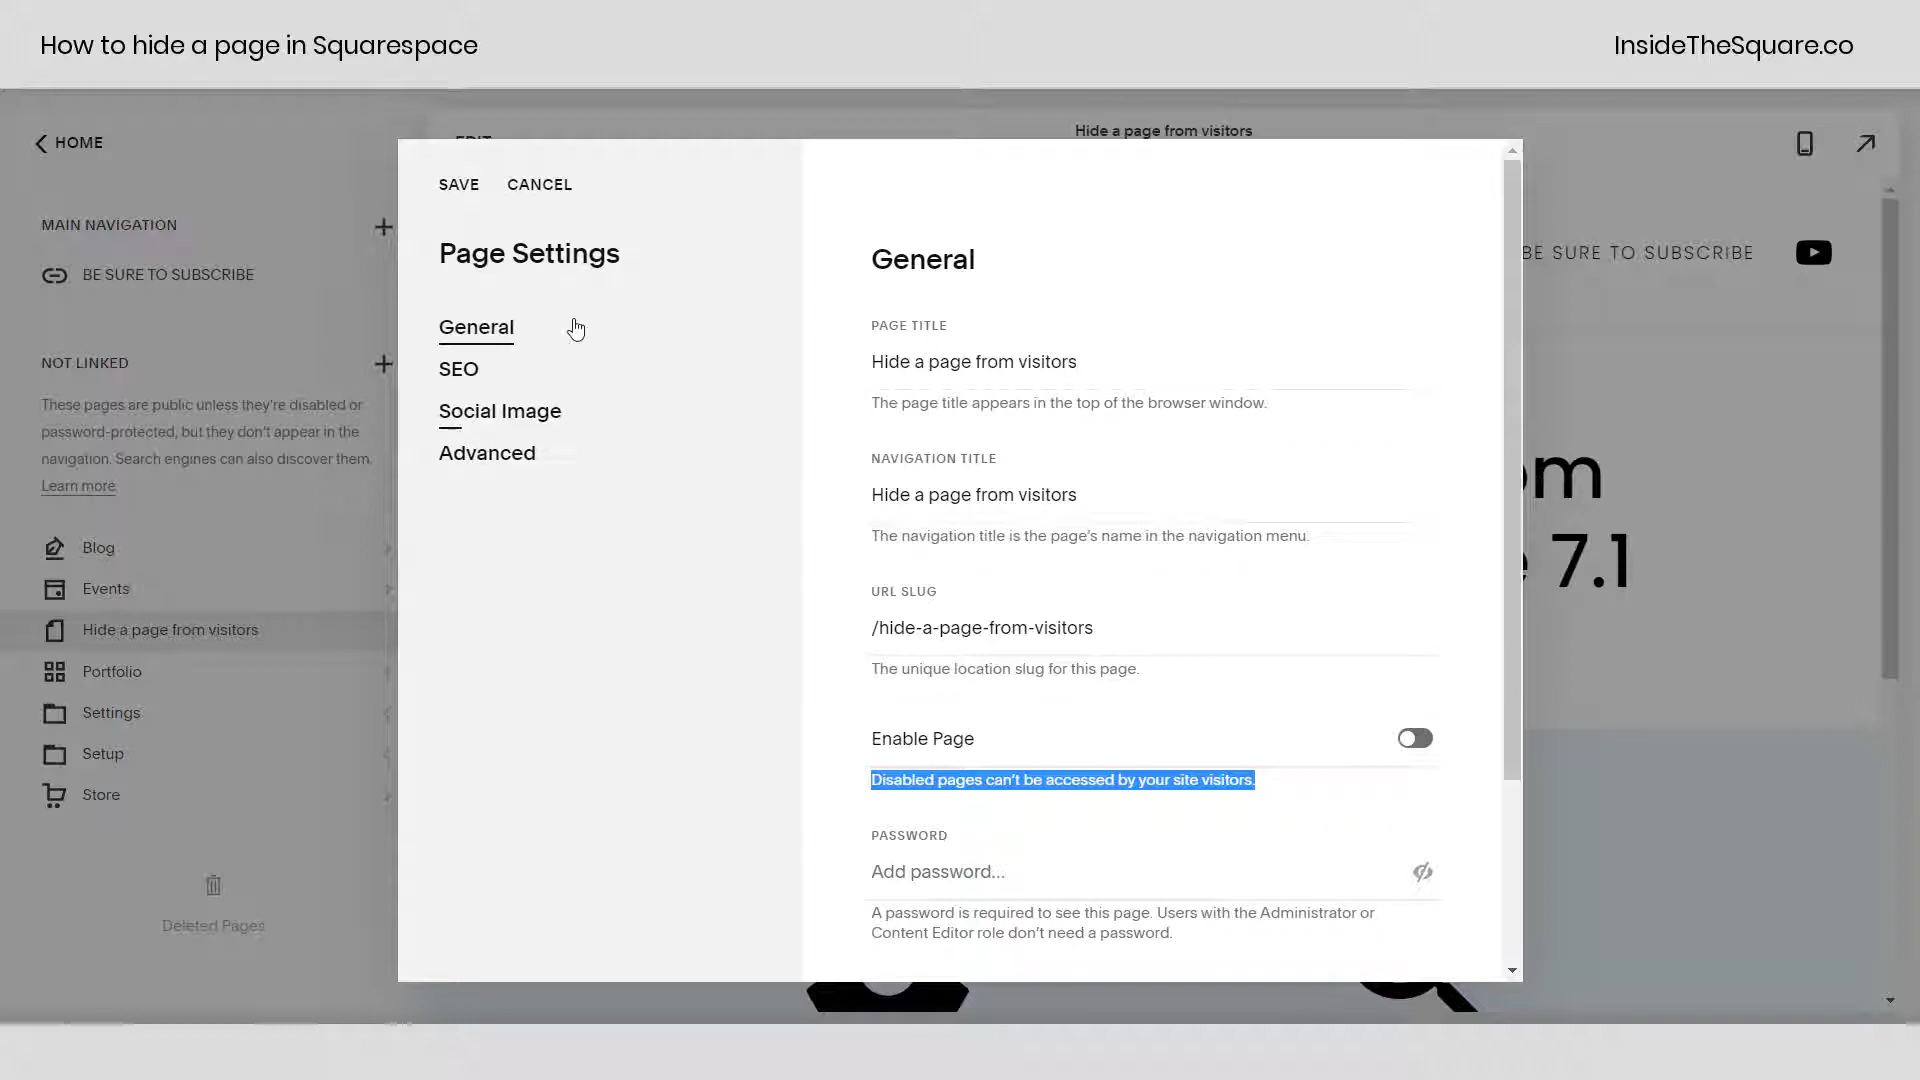 How to hide a page in Squarespace
InsideTheSquare.co
HOME
MAIN NAVIGATION
BE SURE TO SUBSCRIBE
NOT LINKED
These pages are public unless they're disabled or
password-protected, but they don't appear in the
navigation. Search engines can also discover them.
Learn more
Blog
Events
Hide a page from visitors
Portfolio
Settings
Setup
Store
Deleted Pages
EDIT
Hide a page from visitors
SAVE CANCEL
Page Settings
General
SEO
Social Image
Advanced
General
PAGE TITLE
Hide a page from visitors
The page title appears in the top of the browser window.
NAVIGATION TITLE
Hide a page from visitors
The navigation title is the page's name in the navigation menu.
URL SLUG
/hide-a-page-from-visitors
The unique location slug for this page.
Enable Page
Disabled pages can't be accessed by your site visitors.
PASSWORD
Add password...
A password is required to see this page. Users with the Administrator or
Content Editor role don't need a password.
BE SURE TO SUBSCRIBE
7.1